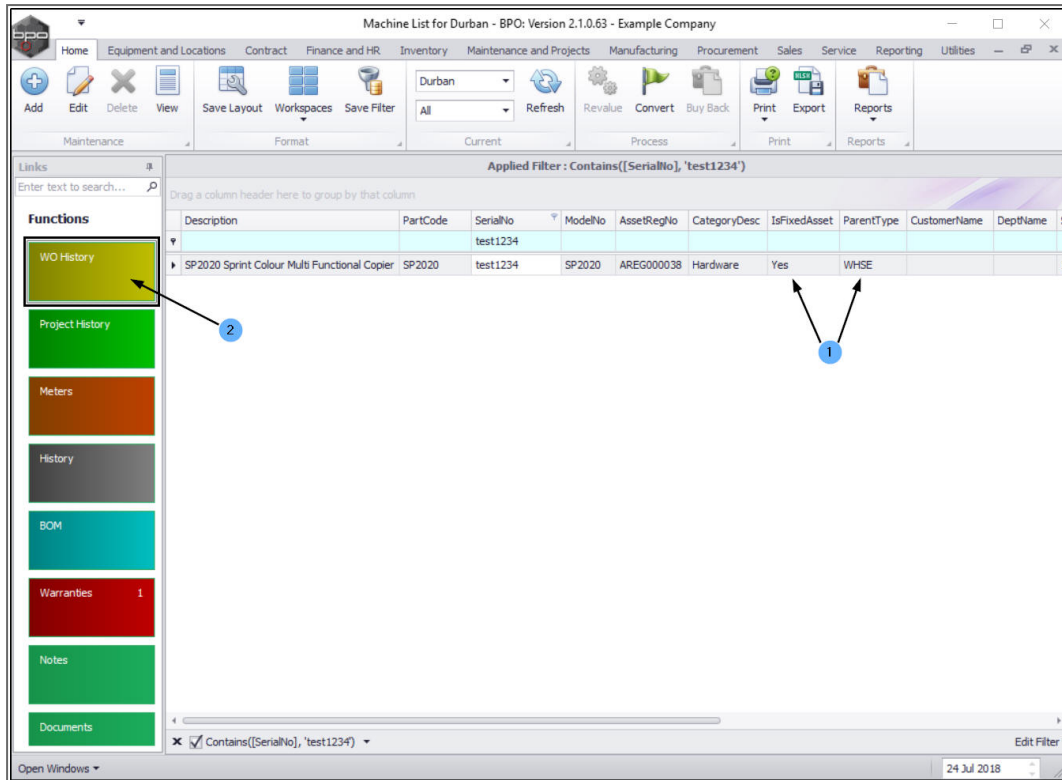 bpo
Machine List for Durban - BPO: Version 2.1.0.63 - Example Company
Home Equipment and Locations Contract Finance and HR Inventory Maintenance and Projects Manufacturing Procurement Sales Service Reporting Utilities
Add Edit Delete View Save Layout Workspaces Save Filter Durban All Refresh Revalue Convert Buy Back Print Export Reports
Maintenance Format Current Process Print Reports
Links
Enter text to search...
Functions
WO History
Project History
Meters
History
BOM
Warranties 1
Notes
Documents
Applied Filter : Contains([SerialNo], 'test1234')
Drag a column header here to group by that column
Description PartCode SerialNo ModelNo AssetRegNo CategoryDesc IsFixedAsset ParentType CustomerName DeptName
test1234
SP2020 Sprint Colour Multi Functional Copier SP2020 test1234 SP2020 AREG000038 Hardware Yes WHSE
2
1
Contains([SerialNo], 'test1234') Edit Filter
Open Windows 24 Jul 2018